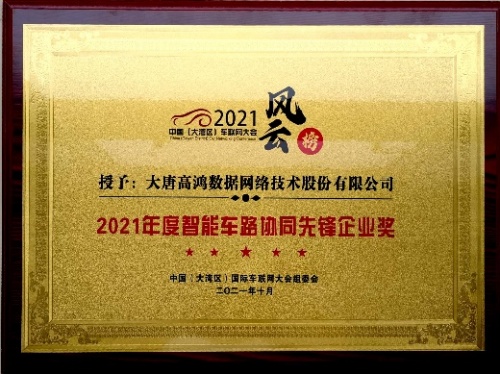 2021
中国（大湾区）车联网大会
风云榜
授予：大唐高鸿数据网络技术股份有限公司
2021年度智能车路协同先锋企业奖
中国（大湾区）国际车联网大会组委会
二〇二一年十月